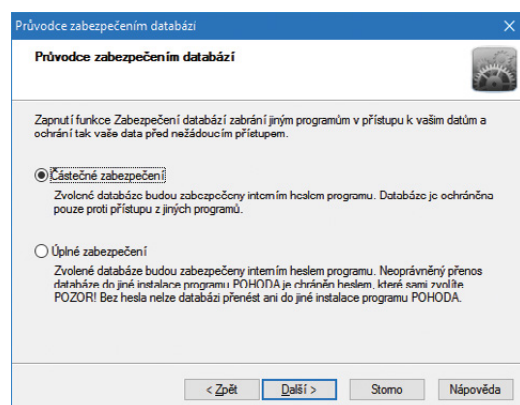 Průvodce zabezpečením databází
Průvodce zabezpečením databází
Zapnutí funkce Zabezpečení databází zabrání jiným programům v přístupu k vašim datům a
ochrání tak vaše data před nežádoucím přístupem.
Částečné zabezpečení
Zvolené databáze budou zabezpečeny interním heslem programu. Databáze je ochráněna
pouze proti přístupu z jiných programů.
Úplné zabezpečení
Zvolené databáze budou zabezpečeny interním heslem programu. Neoprávněný přenos
databáze do jiné instalace programu POHODA je chráněn heslem, které sami zvolíte
POZOR! Bez hesla nelze databázi přenést ani do jiné instalace programu POHODA.
< Zpět
Další >
Storno
Nápověda